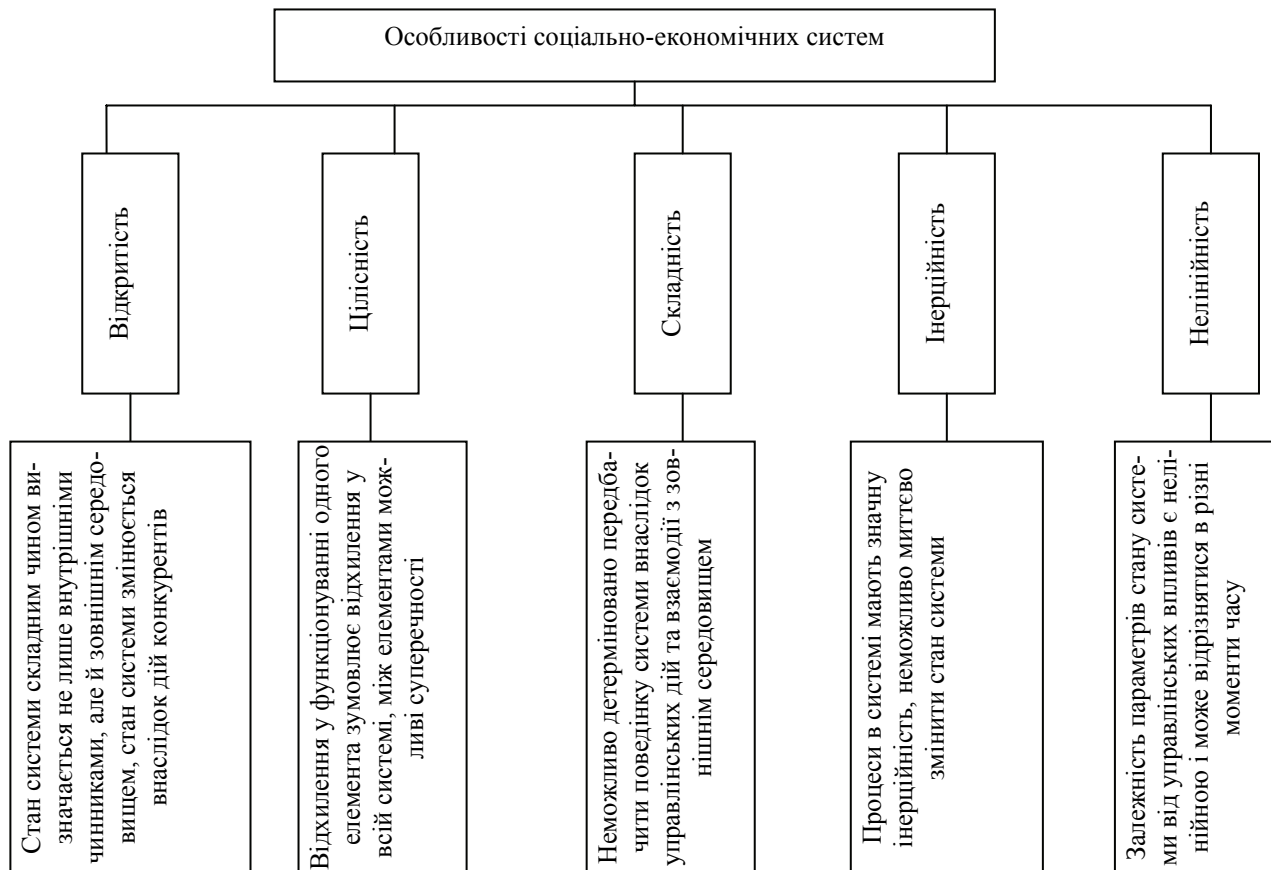 Особливості соціально-економічних систем
Відкритість
Цілісність
Складність
Інерційність
Нелінійність
Стан системи складним чином ви-
значається не лише внутрішніми
чинниками, але й зовнішнім середо-
вищем, стан системи змінюється
внаслідок дій конкурентів
Відхилення у функціонуванні одного
елемента зумовлює відхилення у
всій системі, між елементами мож-
ливі суперечності
Неможливо детерміновано передба-
чити поведінку системи внаслідок
управлінських дій та взаємодії з зов-
нішнім середовищем
Процеси в системі мають значну
інерційність, неможливо миттєво
змінити стан системи
Залежність параметрів стану систе-
ми від управлінських впливів є нелі-
нійною і може відрізнятися в різні
моменти часу